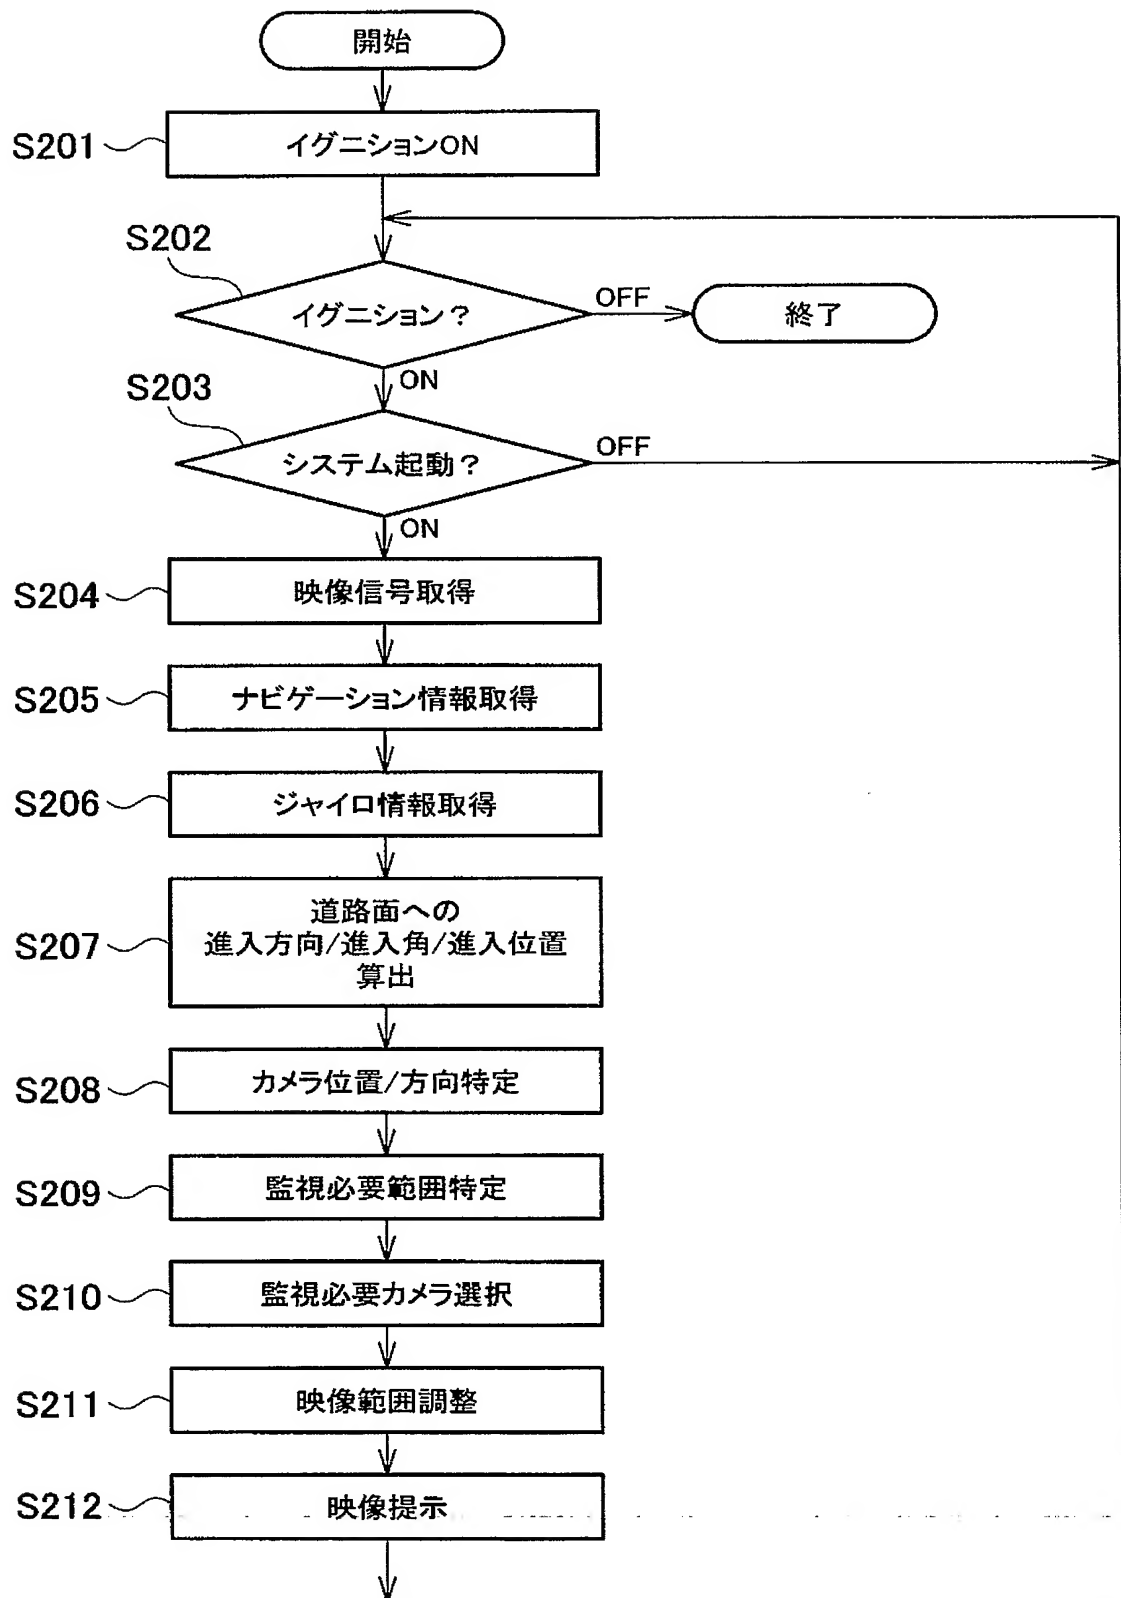 開始
S201
イグニションON
S202
イグニション?
OFF
終了
ON
S203
システム起動?
OFF
ON
S204
映像信号取得
S205
ナビゲーション情報取得
S206
ジャイロ情報取得
S207
道路面への
進入方向/進入角/進入位置
算出
S208
カメラ位置/方向特定
S209
監視必要範囲特定
S210
監視必要カメラ選択
S211
映像範囲調整
S212
映像提示